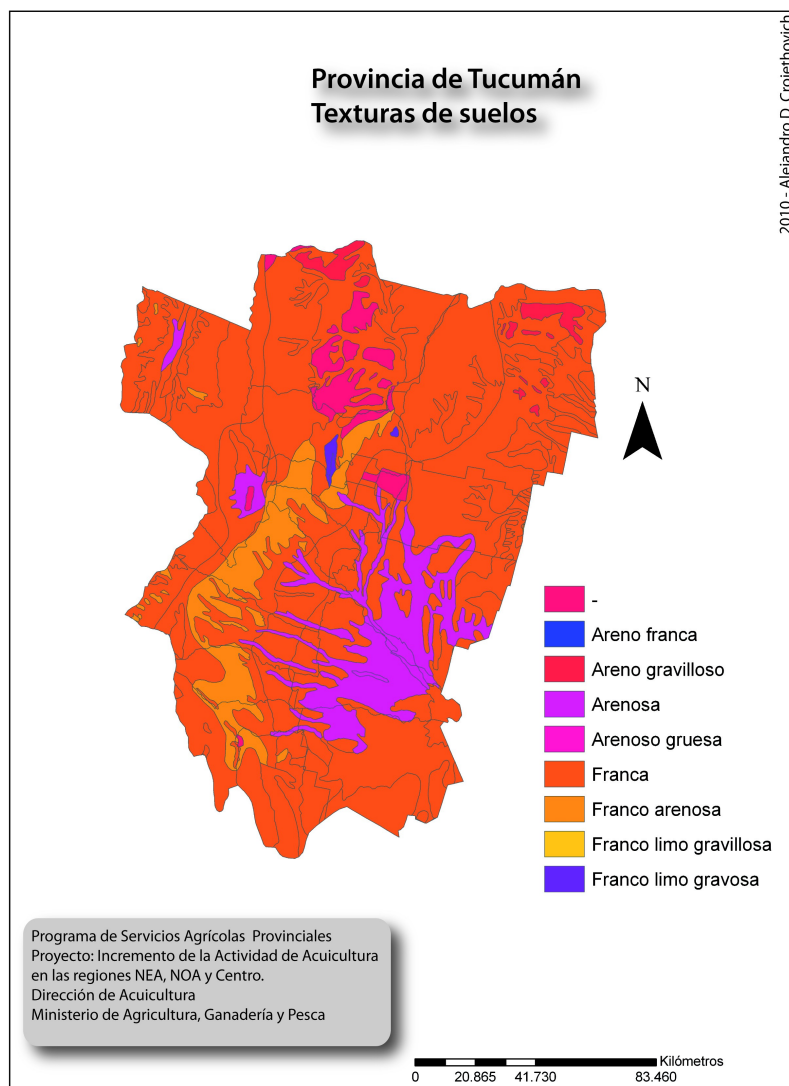 Provincia de Tucumán
Texturas de suelos
2010 - Alejandro D. Crojethovich
N
-
Areno franca
Areno gravilloso
Arenosa
Arenoso gruesa
Franca
Franco arenosa
Franco limo gravillosa
Franco limo gravosa
Programa de Servicios Agrícolas Provinciales
Proyecto: Incremento de la Actividad de Acuicultura
en las regiones NEA, NOA y Centro.
Dirección de Acuicultura
Ministerio de Agricultura, Ganadería y Pesca
Kilómetros
0 20.865 41.730 83.460